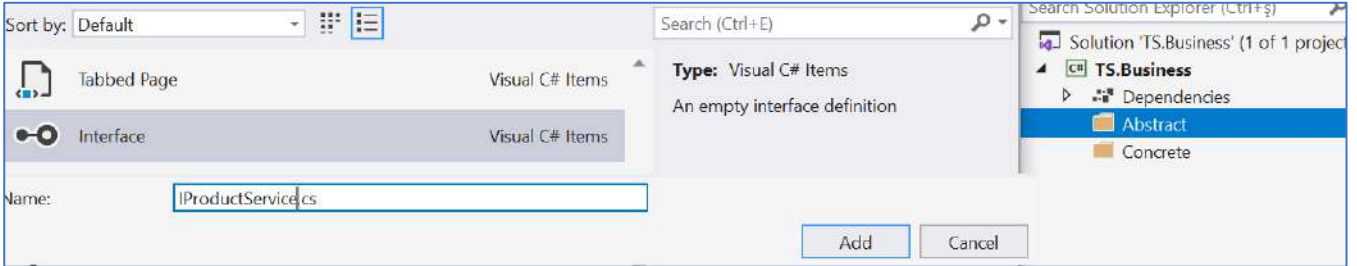 Sort by: Default
Search (Ctrl+E)
Tabbed Page Visual C# Items
Interface Visual C# Items
Name: IProductService.cs
Type: Visual C# Items
An empty interface definition
Add Cancel
Search Solution Explorer (Ctrl+ş)
Solution 'TS.Business' (1 of 1 project
C# TS.Business
Dependencies
Abstract
Concrete